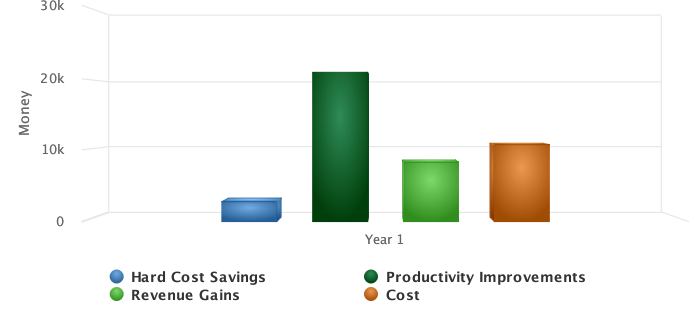 30k
20k
10k
0
Money
Year 1
Hard Cost Savings
Productivity Improvements
Revenue Gains
Cost